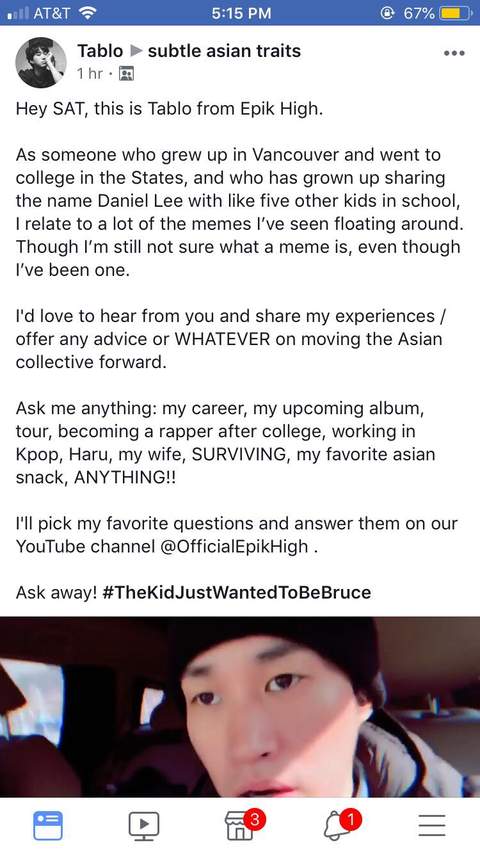 AT&T 5:15 PM 67%
Tablo ▶ subtle asian traits
1 hr ·
Hey SAT, this is Tablo from Epik High.
As someone who grew up in Vancouver and went to
college in the States, and who has grown up sharing
the name Daniel Lee with like five other kids in school,
I relate to a lot of the memes I’ve seen floating around.
Though I’m still not sure what a meme is, even though
I’ve been one.
I'd love to hear from you and share my experiences /
offer any advice or WHATEVER on moving the Asian
collective forward.
Ask me anything: my career, my upcoming album,
tour, becoming a rapper after college, working in
Kpop, Haru, my wife, SURVIVING, my favorite asian
snack, ANYTHING!!
I'll pick my favorite questions and answer them on our
YouTube channel @OfficialEpikHigh .
Ask away! #TheKidJustWantedToBeBruce
3 1